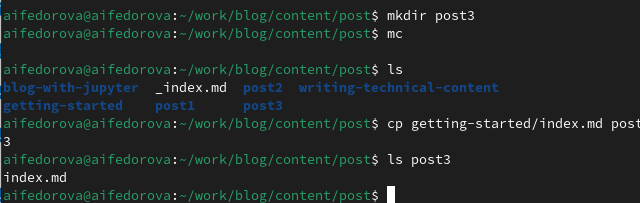 aifedorova@aifedorova:~/work/blog/content/post$ mkdir post3
aifedorova@aifedorova:~/work/blog/content/post$ mc
aifedorova@aifedorova:~/work/blog/content/post$ ls
blog-with-jupyter _index.md post2 writing-technical-content
getting-started post1 post3
aifedorova@aifedorova:~/work/blog/content/post$ cp getting-started/index.md post
3
aifedorova@aifedorova:~/work/blog/content/post$ ls post3
index.md
aifedorova@aifedorova:~/work/blog/content/post$